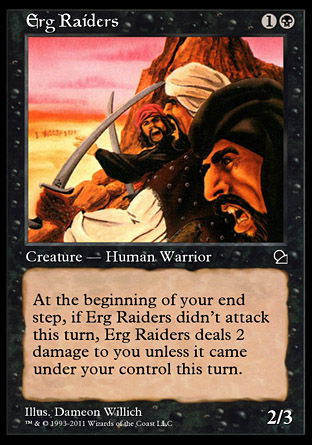 Erg Raiders 1
Creature — Human Warrior
At the beginning of your end
step, if Erg Raiders didn't attack
this turn, Erg Raiders deals 2
damage to you unless it came
under your control this turn.
Illus. Dameon Willich
™ & © 1993-2011 Wizards of the Coast LLC
2/3